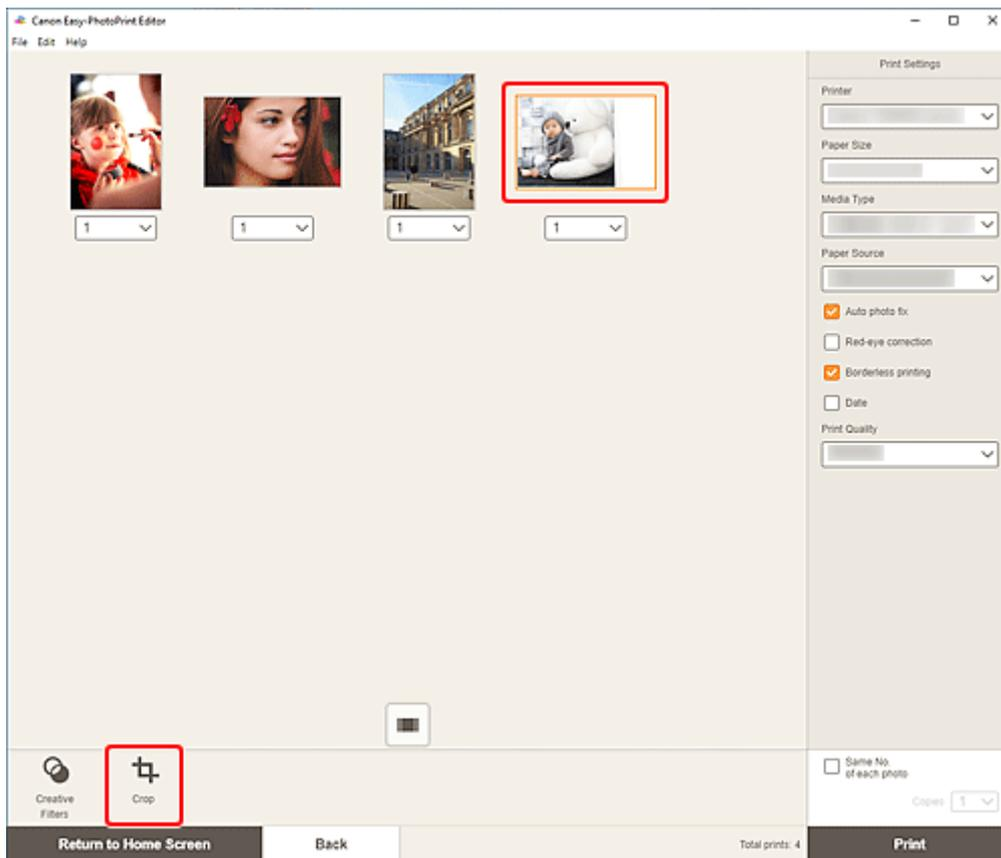 Canon Easy-PhotoPrint Editor
File Edit Help
Print Settings
Printer
Paper Size
Media Type
Paper Source
Auto photo fix
Red-eye correction
Borderless printing
Date
Print Quality
1 1 1 1
Creative
Filters
Crop
Same No.
of each photo
Copies 1
Return to Home Screen
Back
Total prints: 4
Print